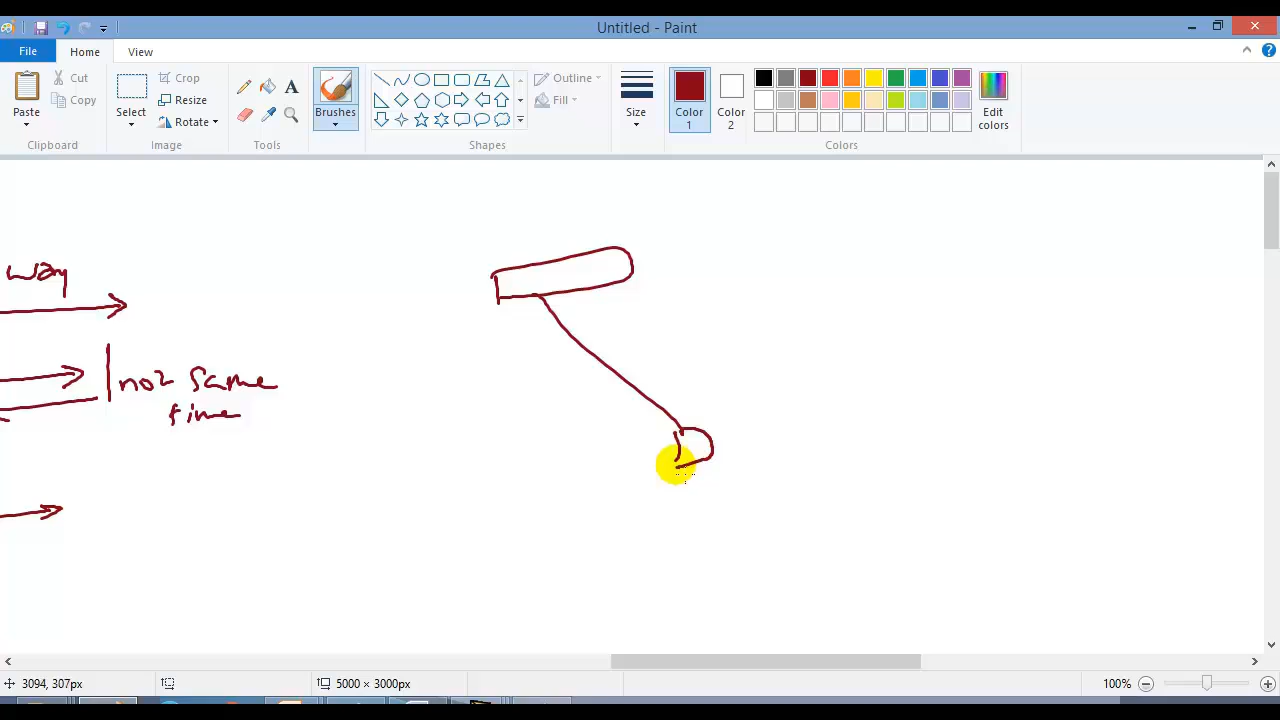 Untitled - Paint
File
Home
View
Paste
Cut
Copy
Clipboard
Select
Crop
Resize
Rotate
Image
Tools
Brushes
Shapes
Outline
Fill
Size
Color
1
Color
2
Edit
colors
Colors
way
not same
time
3094, 307px
5000 × 3000px
100%